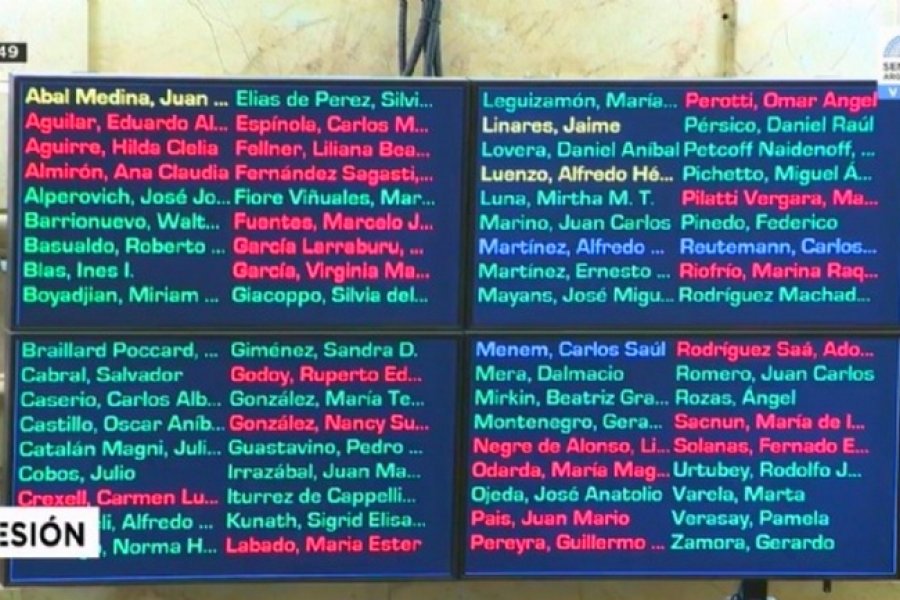 49
SEN
V
Abal Medina, Juan ... Elias de Perez, Silvi...
Aguilar, Eduardo Al... Espínola, Carlos M...
Aguirre, Hilda Clelia Fellner, Liliana Bea...
Almirón, Ana Claudia Fernández Sagasti,...
Alperovich, José Jo... Fiore Viñuales, Mar...
Barrionuevo, Walt... Fuentes, Marcelo J...
Basualdo, Roberto ... García Larraburu, ...
Blas, Ines I. García, Virginia Ma...
Boyadjian, Miriam ... Giacoppo, Silvia del...
Leguizamón, María... Perotti, Omar Angel
Linares, Jaime Pérsico, Daniel Raúl
Lovera, Daniel Aníbal Petcoff Naidenoff, ...
Luenzo, Alfredo Hé... Pichetto, Miguel Á...
Luna, Mirtha M. T. Pilatti Vergara, Ma...
Marino, Juan Carlos Pinedo, Federico
Martínez, Alfredo ... Reutemann, Carlos...
Martínez, Ernesto ... Riofrío, Marina Raq...
Mayans, José Migu... Rodríguez Machad...
Braillard Poccard, ... Giménez, Sandra D.
Cabral, Salvador Godoy, Ruperto Ed...
Caserio, Carlos Alb... González, María Te...
Castillo, Oscar Aníb... González, Nancy Su...
Catalán Magni, Juli... Guastavino, Pedro ...
Cobos, Julio Irrazábal, Juan Ma...
Crexell, Carmen Lu... Iturrez de Cappelli...
li, Alfredo ... Kunath, Sigrid Elisa...
, Norma H... Labado, Maria Ester
Menem, Carlos Saúl Rodríguez Saá, Ado...
Mera, Dalmacio Romero, Juan Carlos
Mirkin, Beatriz Gra... Rozas, Ángel
Montenegro, Gera... Sacnun, María de l...
Negre de Alonso, Li... Solanas, Fernado E...
Odarda, María Mag... Urtubey, Rodolfo J...
Ojeda, José Anatolio Varela, Marta
Pais, Juan Mario Verasay, Pamela
Pereyra, Guillermo ... Zamora, Gerardo
ESIÓN